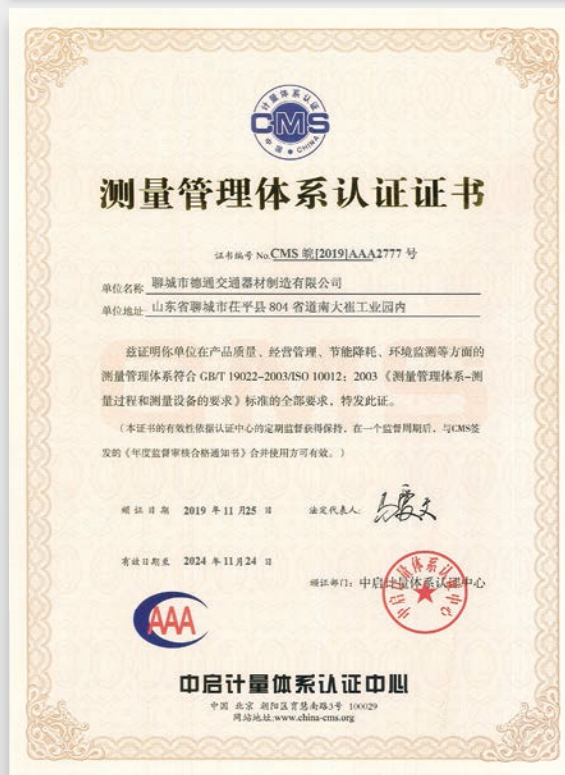 计量体系认证
CMS
中国 CHINA
测量管理体系认证证书
证书编号 No.CMS 皖[2019]AAA2777 号
单位名称 聊城市德通交通器材制造有限公司
单位地址 山东省聊城市茌平县 804 省道南大崔工业园内
兹证明你单位在产品质量、经营管理、节能降耗、环境监测等方面的
测量管理体系符合 GB/T 19022-2003/ISO 10012：2003《测量管理体系-测
量过程和测量设备的要求》标准的全部要求，特发此证。
（本证书的有效性依据认证中心的定期监督获得保持，在一个监督周期后，与CMS签
发的《年度监督审核合格通知书》合并使用方可有效。）
颁证日期 2019 年 11 月 25 日 法定代表人：
有效日期至 2024 年 11 月 24 日
颁证部门：中启计量体系认证中心
中启计量体系认证中心
AAA
中启计量体系认证中心
中国 北京 朝阳区育慧南路3号 100029
网站地址：www.china-cms.org